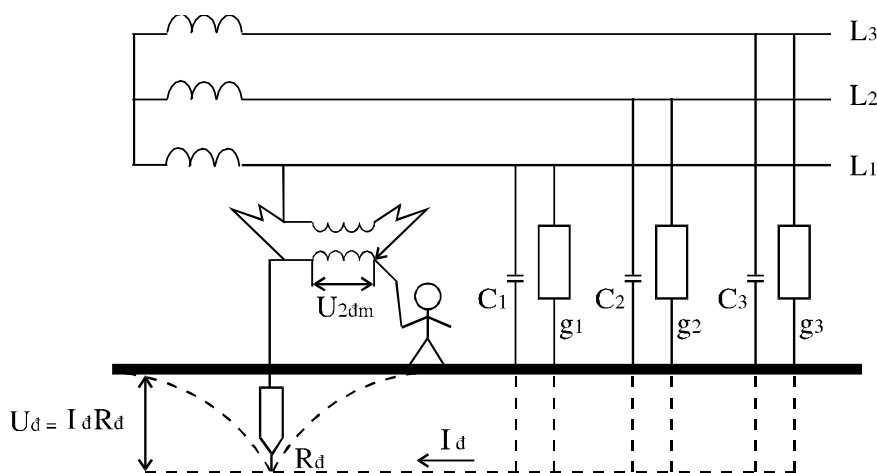 L3
L2
L1
U2đm
C1
g1
C2
g2
C3
g3
Uđ = IđRđ
Rđ
Iđ